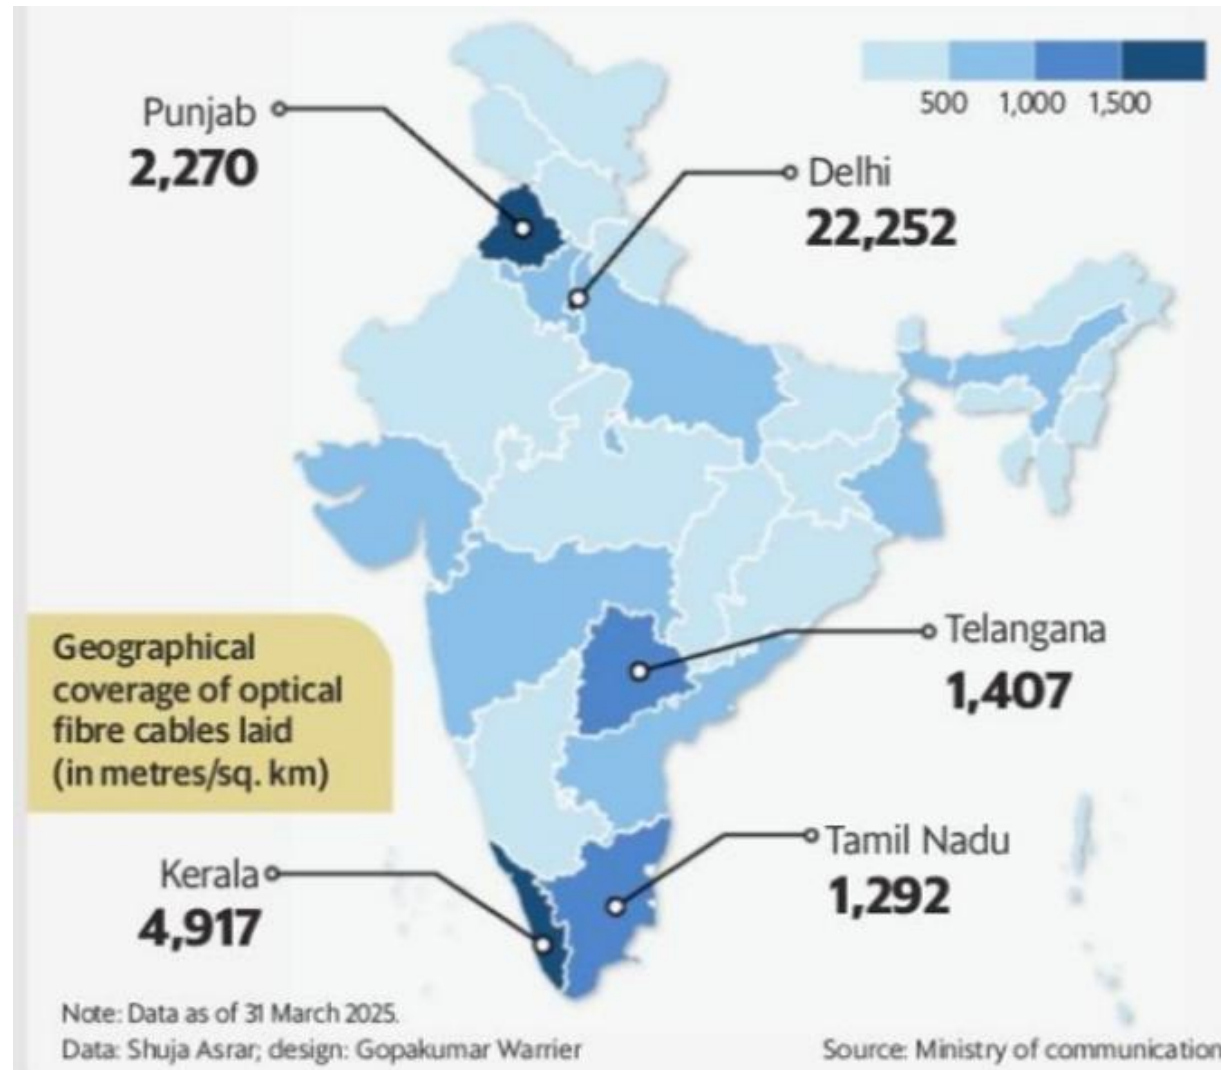 500 1,000 1,500
Punjab
2,270
Delhi
22,252
Geographical
coverage of optical
fibre cables laid
(in metres/sq. km)
Telangana
1,407
Tamil Nadu
1,292
Kerala
4,917
Note: Data as of 31 March 2025.
Data: Shuja Asrar; design: Gopakumar Warrier
Source: Ministry of communication